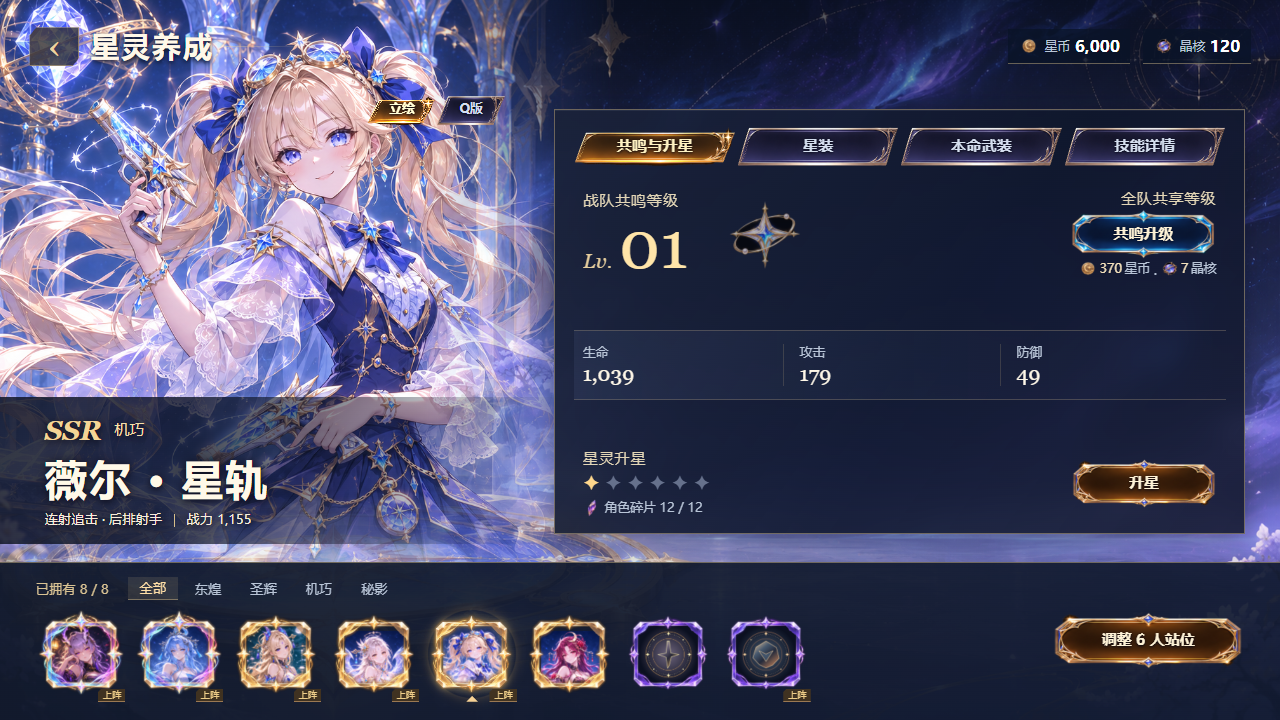 星灵养成
星币 6,000
晶核 120
立绘
Q版
共鸣与升星
星装
本命武装
技能详情
战队共鸣等级
Lv. 01
全队共享等级
共鸣升级
370 星币 . 7 晶核
生命
1,039
攻击
179
防御
49
SSR 机巧
薇尔·星轨
连射追击·后排射手 | 战力 1,155
星灵升星
角色碎片 12 / 12
升星
已拥有 8 / 8
全部
东煌
圣辉
机巧
秘影
上阵
上阵
上阵
上阵
上阵
上阵
调整 6 人站位